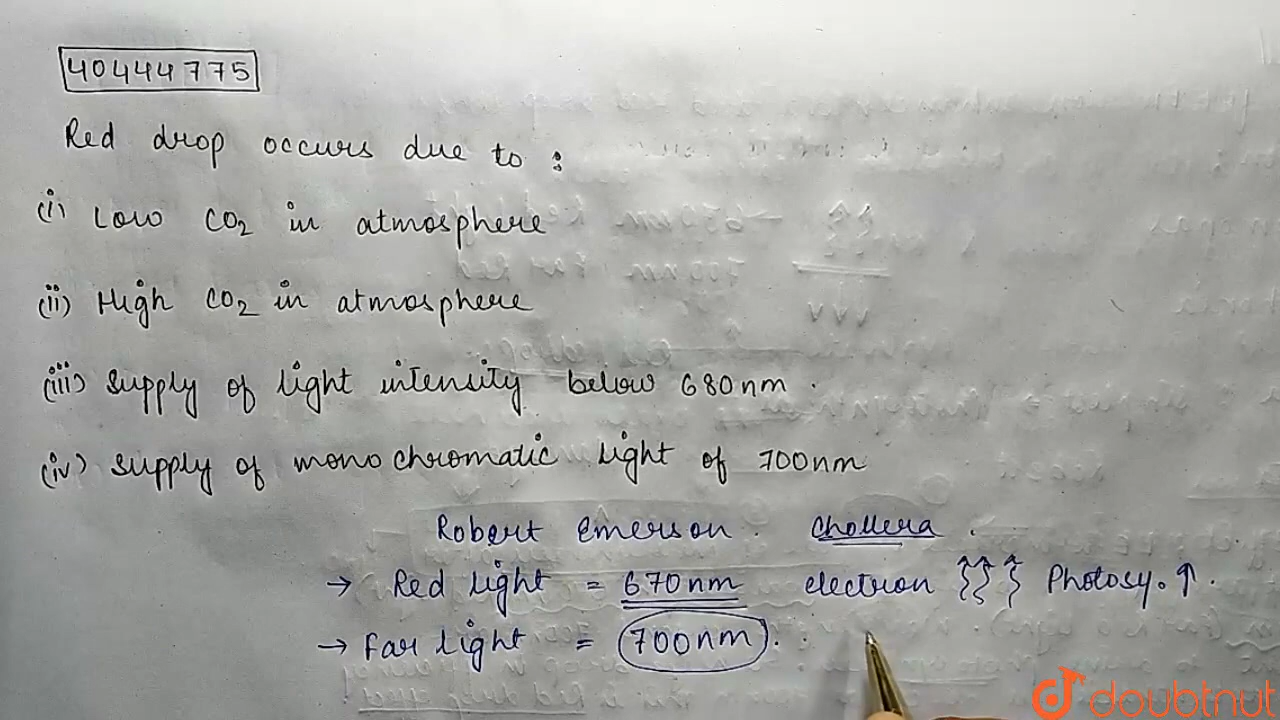 40444775
Red drop occurs due to :
(i) Low CO2 in atmosphere
(ii) High CO2 in atmosphere
(iii) Supply of light intensity below 680nm .
(iv) Supply of monochromatic light of 700nm
Robert Emerson . Chollera .
→ Red light = 670nm electron Photosy. ↑ .
→ Far light = 700nm .
doubtnut